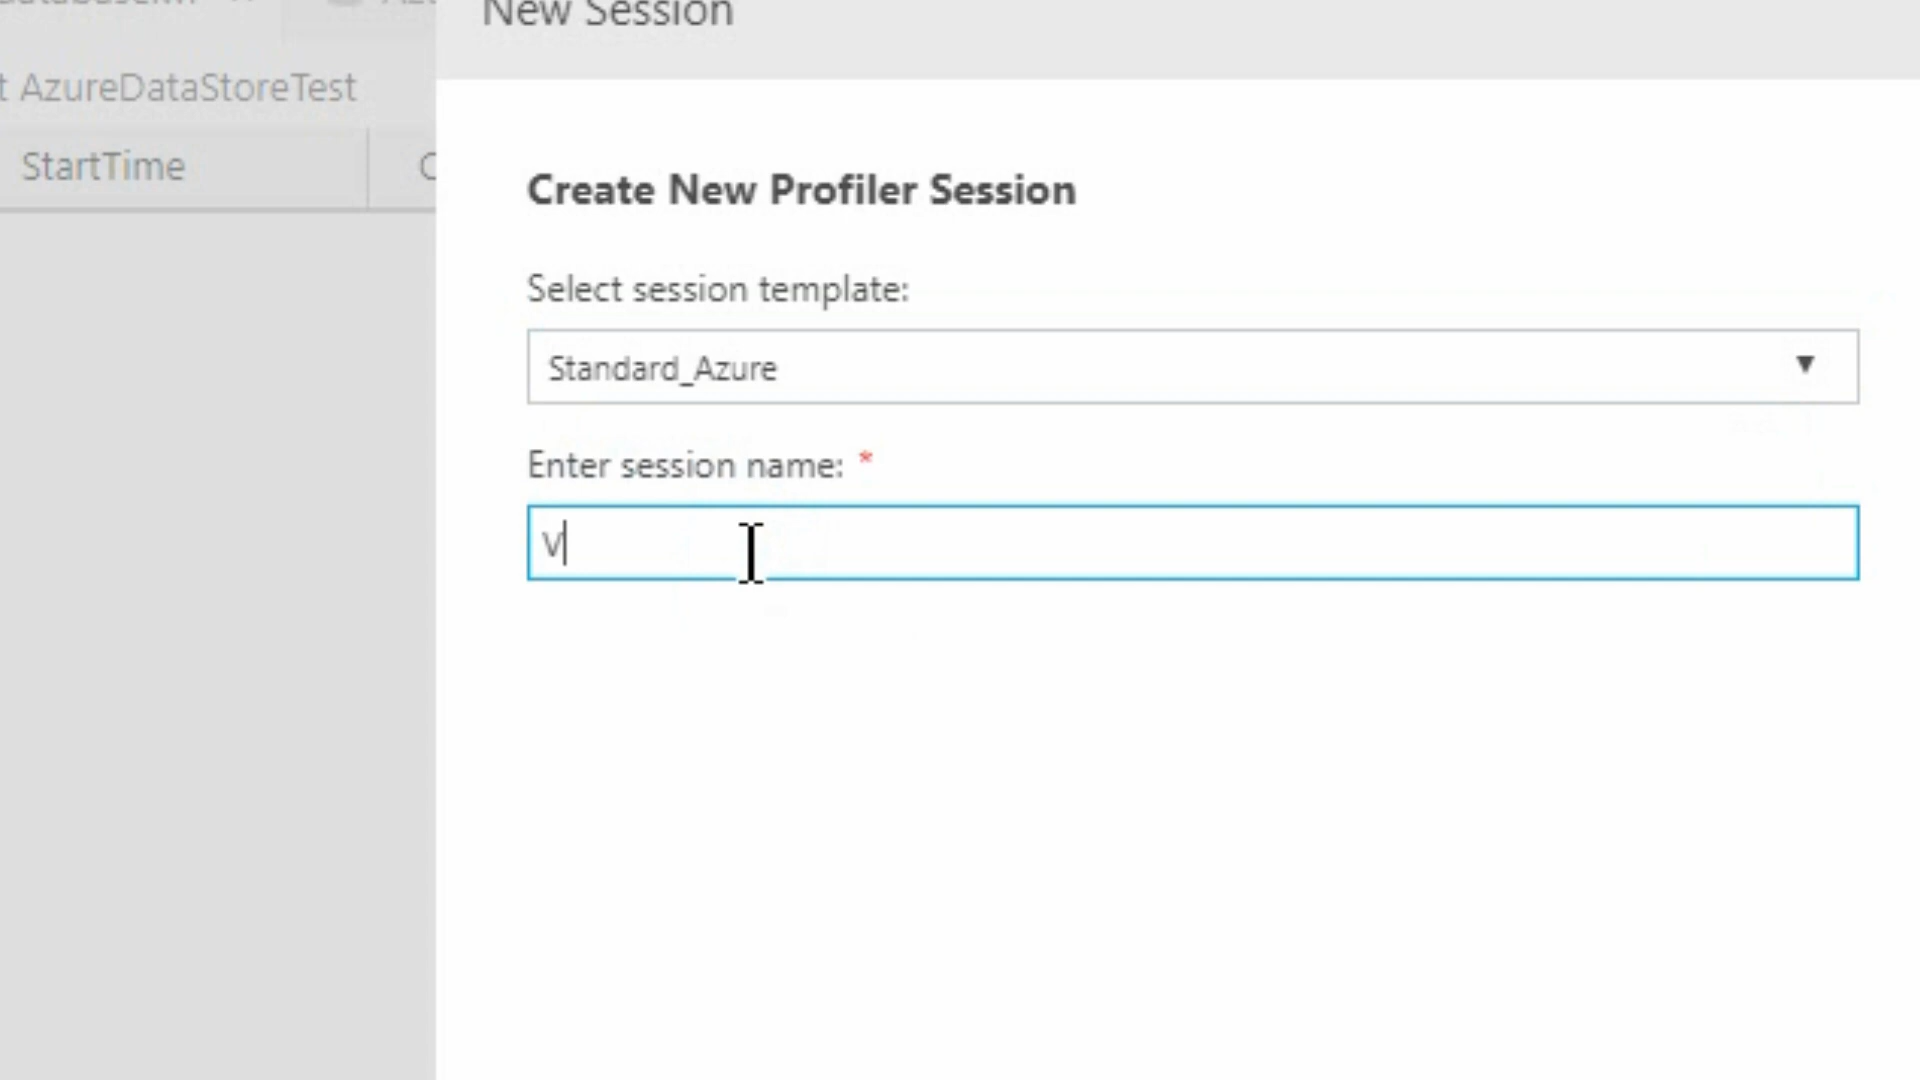 New Session
t AzureDataStoreTest
StartTime
C
Create New Profiler Session
Select session template:
Standard_Azure
▼
Enter session name: *
V